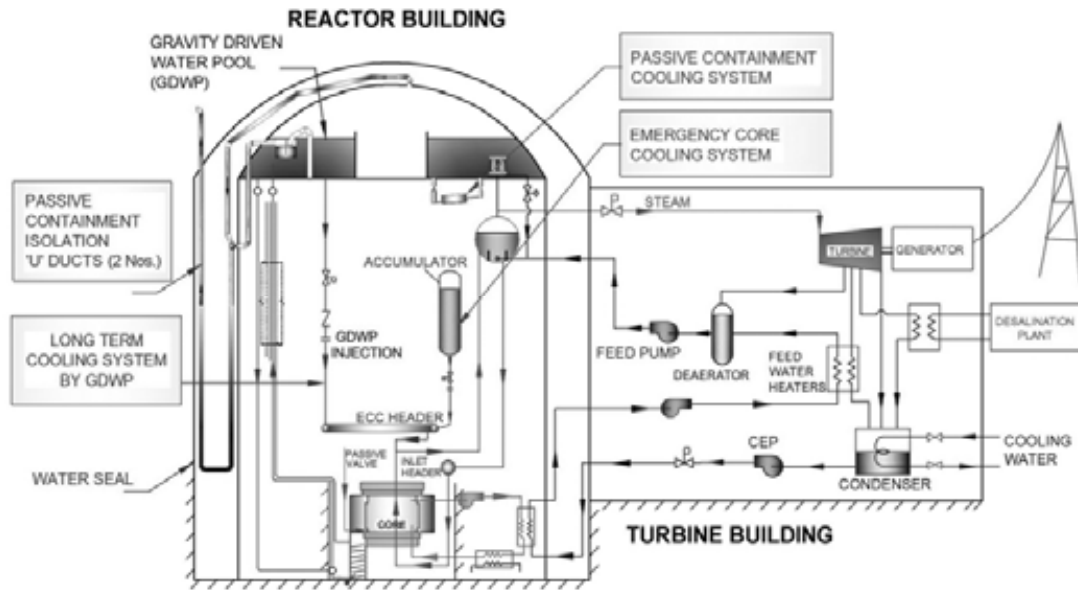 REACTOR BUILDING
GRAVITY DRIVEN
WATER POOL
(GDWP)
PASSIVE CONTAINMENT
COOLING SYSTEM
EMERGENCY CORE
COOLING SYSTEM
PASSIVE
CONTAINMENT
ISOLATION
'U' DUCTS (2 Nos.)
P
STEAM
TURBINE
GENERATOR
ACCUMULATOR
LONG TERM
COOLING SYSTEM
BY GDWP
GDWP
INJECTION
FEED PUMP
DEAERATOR
FEED
WATER
HEATERS
DESALINATION
PLANT
ECC HEADER
WATER SEAL
PASSIVE
VALVE
INLET
HEADER
P
CEP
CONDENSER
COOLING
WATER
CORE
TURBINE BUILDING